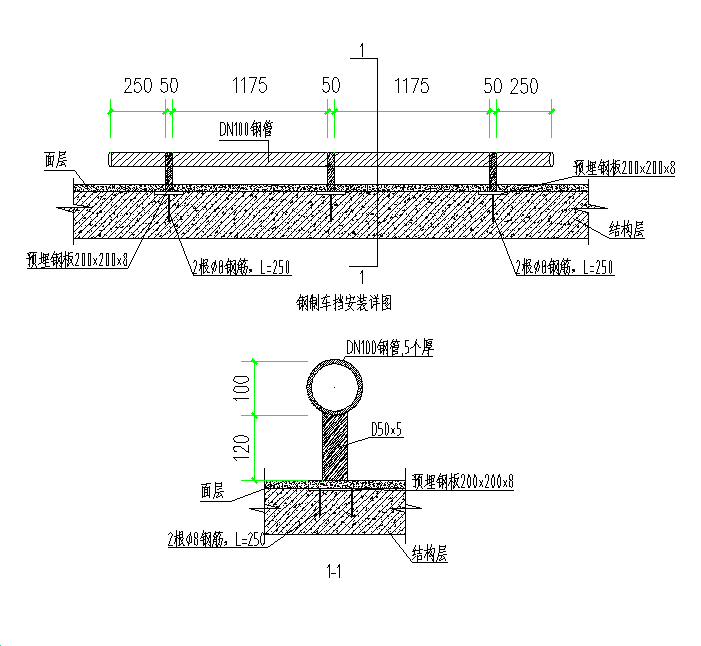 1
250 50 1175 50 1175 50 250
DN100钢管
面层
预埋钢板200×200×8
结构层
预埋钢板200×200×8
2根Φ8钢筋，L=250
2根Φ8钢筋，L=250
1
钢制车挡安装详图
DN100钢管,5个厚
100
D50×5
120
面层
预埋钢板200×200×8
2根Φ8钢筋，L=250
结构层
1-1